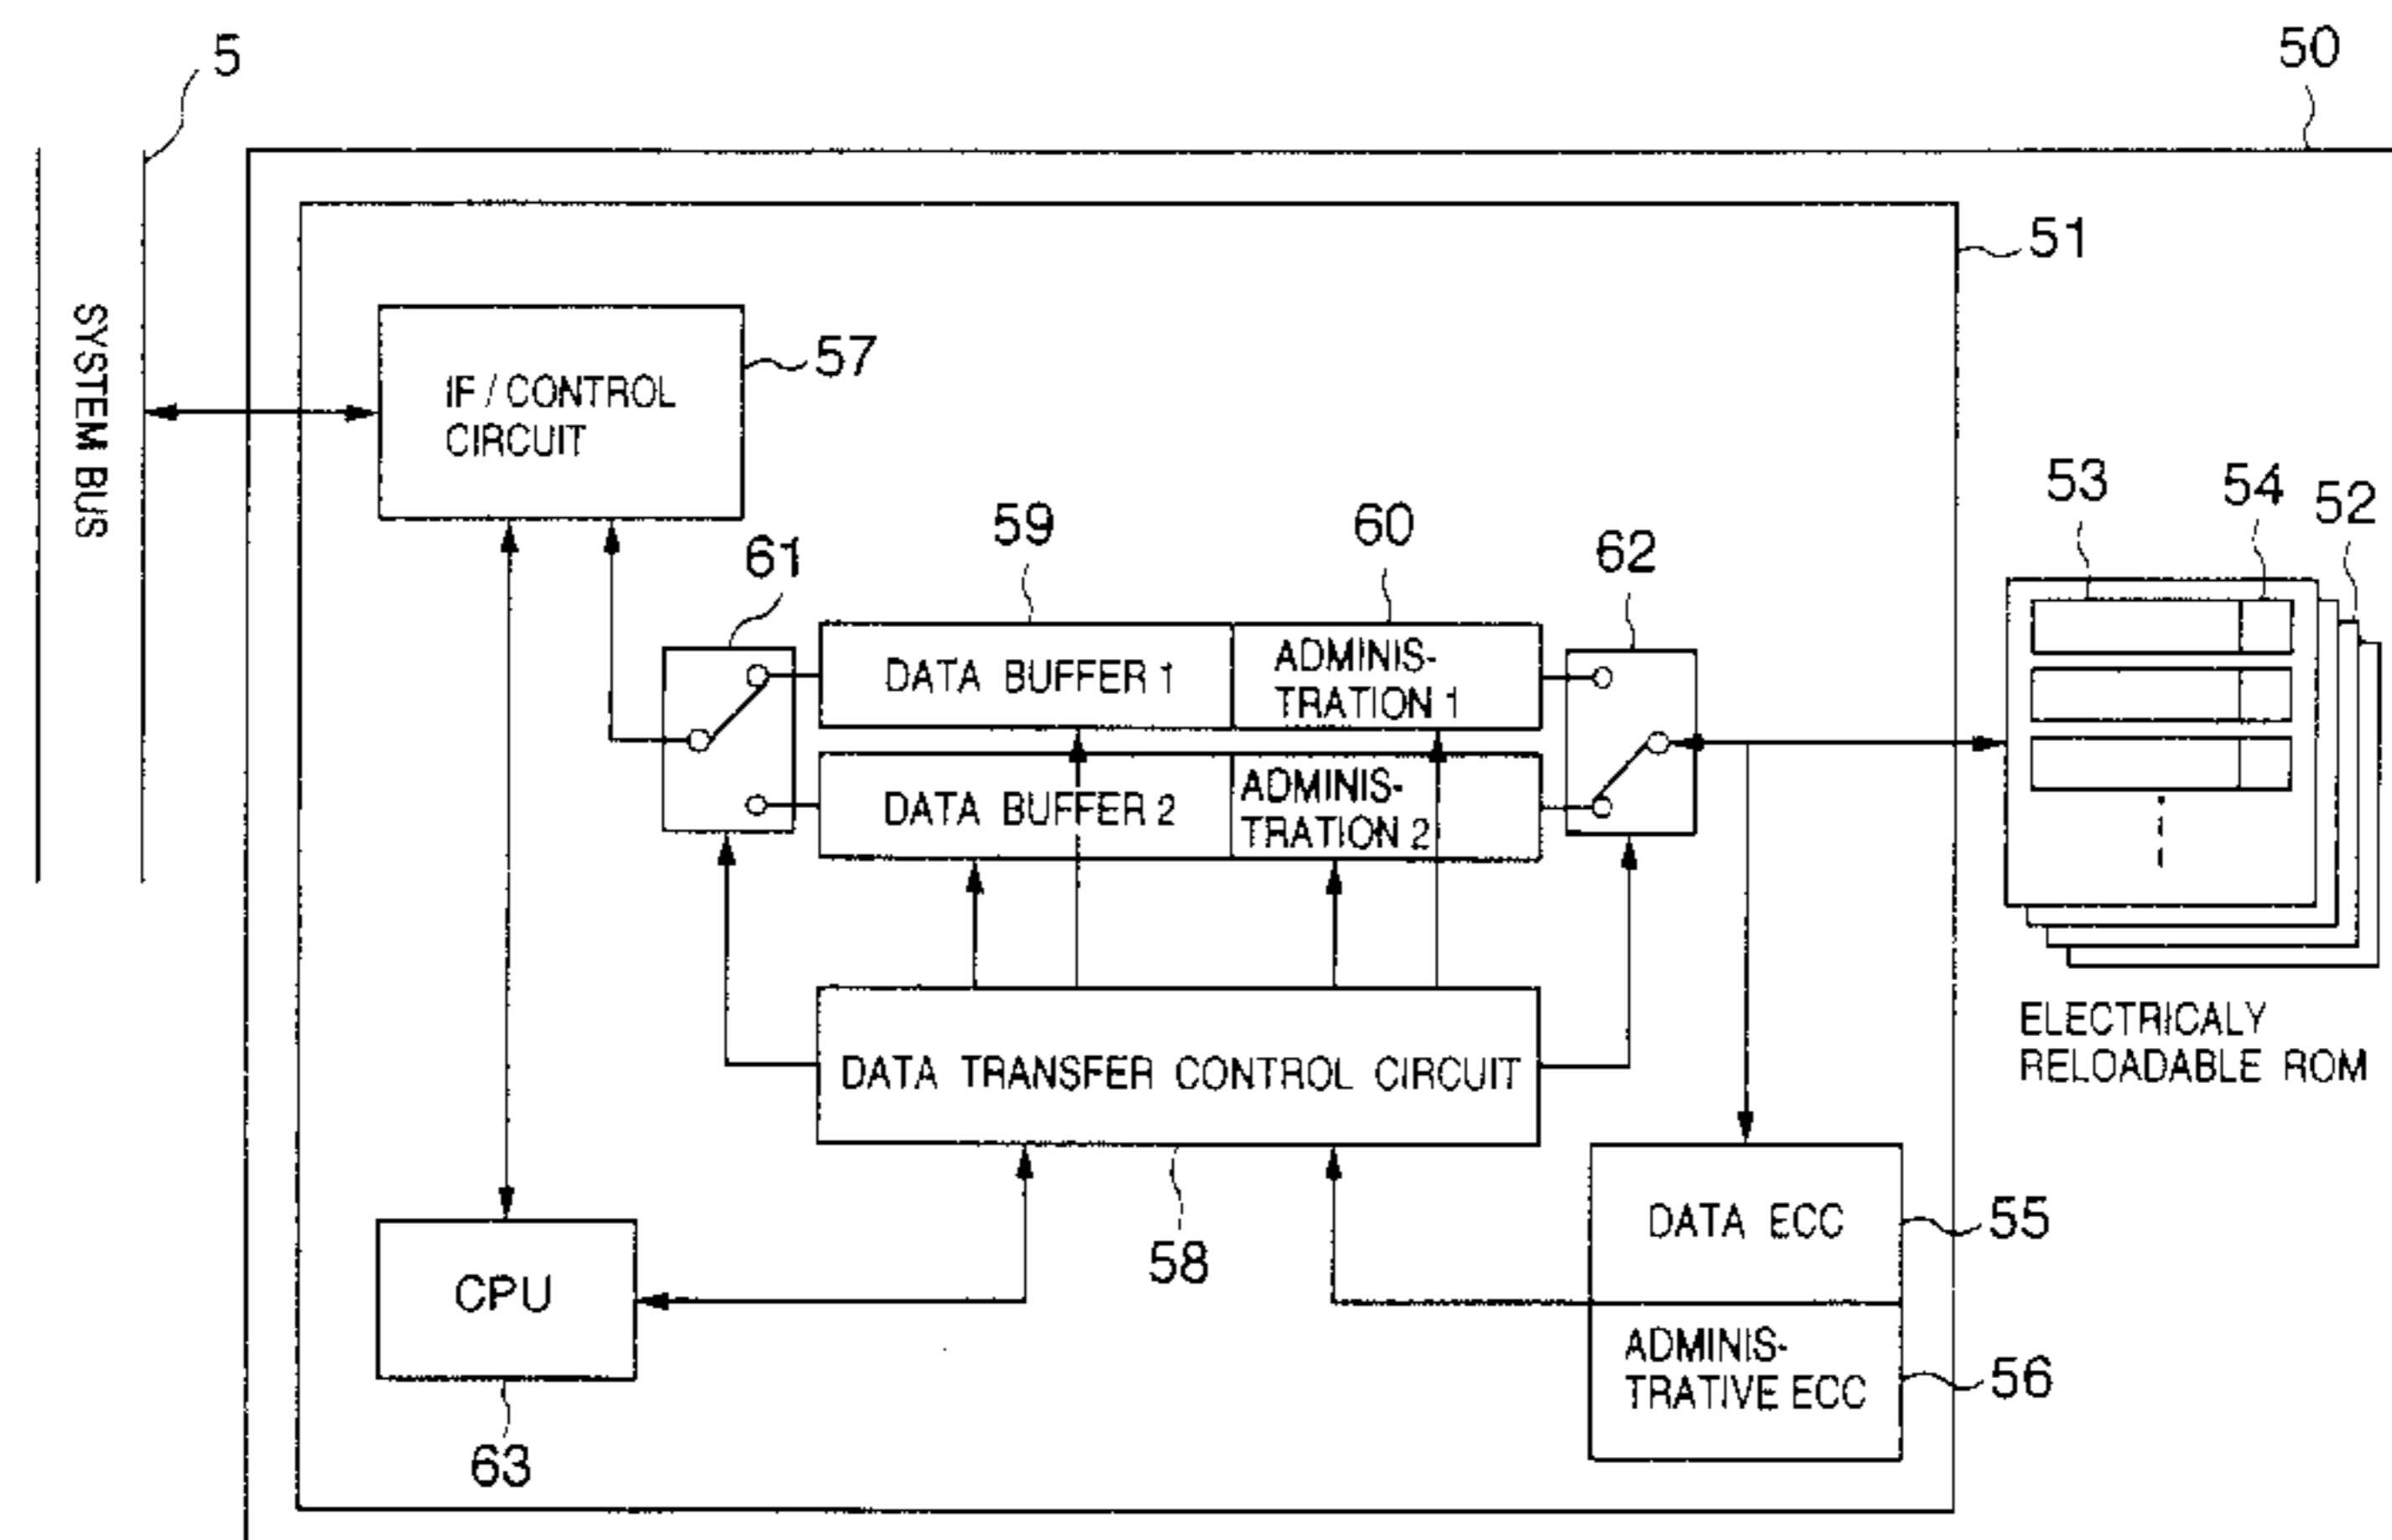 5
50
51
SYSTEM BUS
57
IF / CONTROL
CIRCUIT
53
54
52
59
60
61
62
DATA BUFFER 1
ADMINIS-
TRATION 1
DATA BUFFER 2
ADMINIS-
TRATION 2
ELECTRICALY
RELOADABLE ROM
DATA TRANSFER CONTROL CIRCUIT
58
DATA ECC
55
CPU
63
ADMINIS-
TRATIVE ECC
56